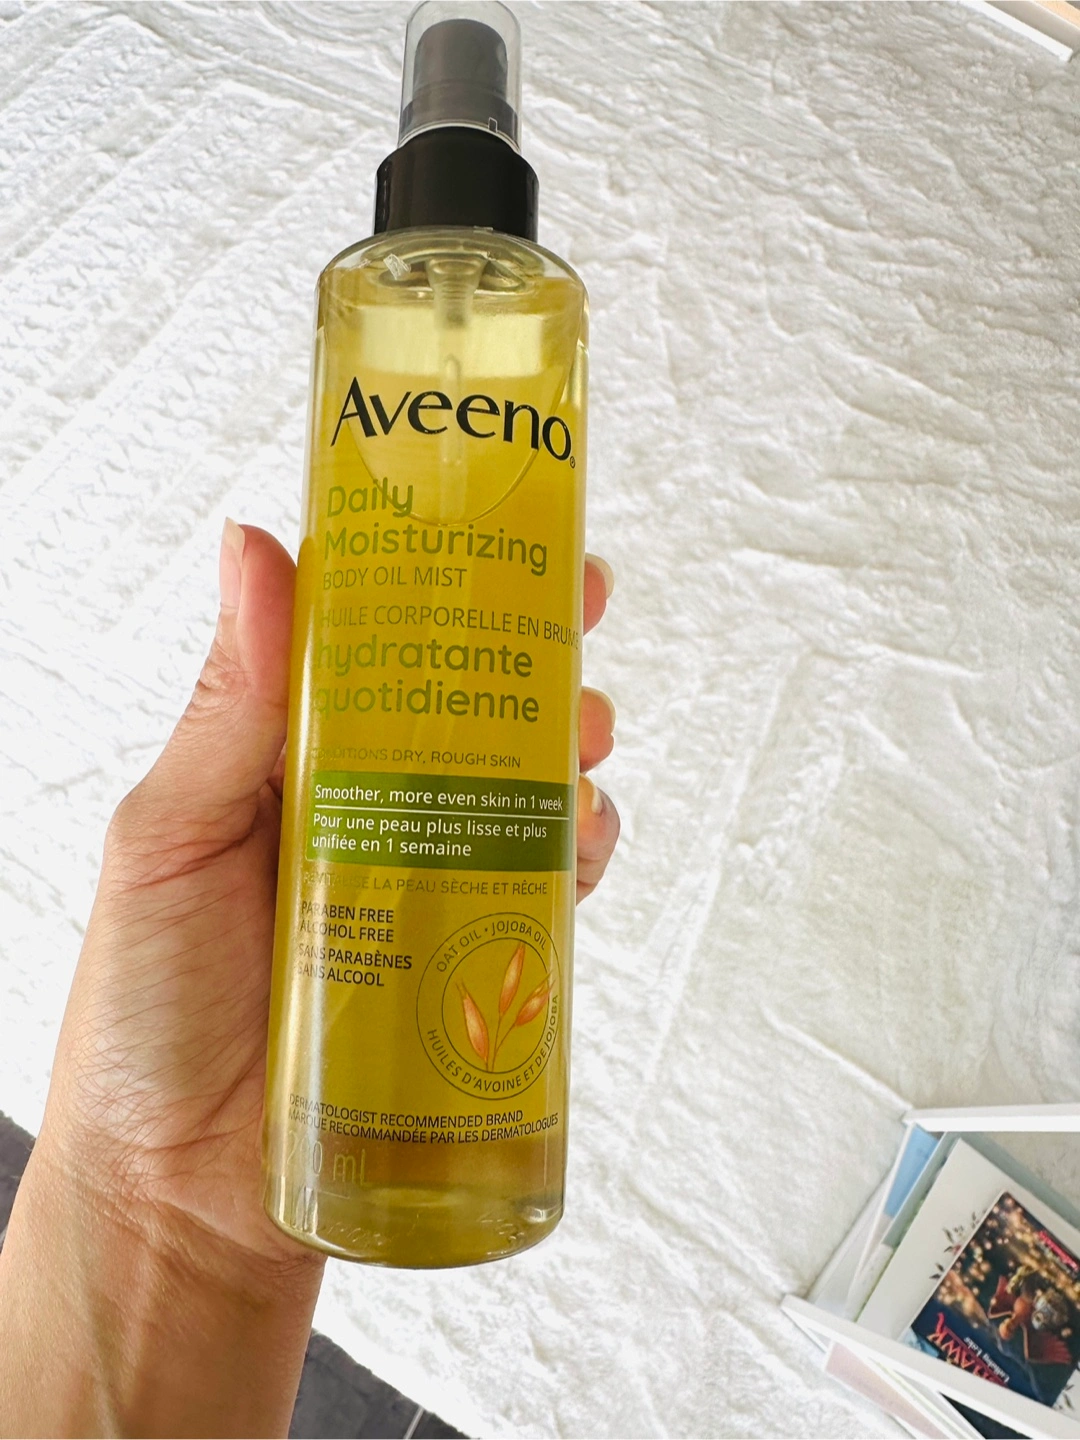 Aveeno®
Daily
Moisturizing
BODY OIL MIST
HUILE CORPORELLE EN BRUME
hydratante
quotidienne
CONDITIONS DRY, ROUGH SKIN
Smoother, more even skin in 1 week
Pour une peau plus lisse et plus
unifiée en 1 semaine
REVITALISE LA PEAU SÈCHE ET RÊCHE
PARABEN FREE
ALCOHOL FREE
SANS PARABÈNES
SANS ALCOOL
OAT OIL • JOJOBA OIL
HUILES D'AVOINE ET DE JOJOBA
DERMATOLOGIST RECOMMENDED BRAND
MARQUE RECOMMANDÉE PAR LES DERMATOLOGUES
mL